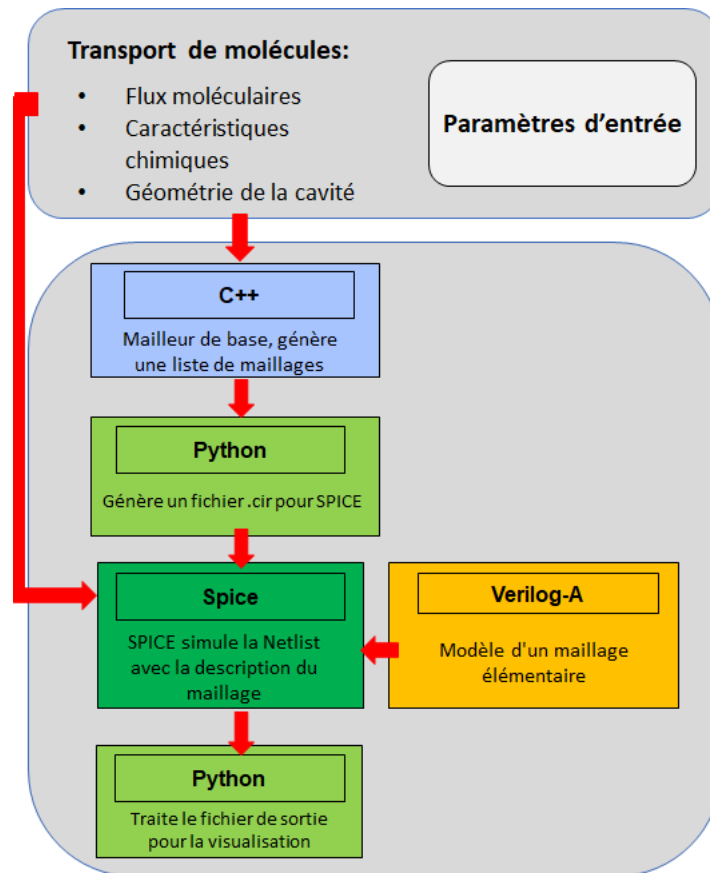 Transport de molécules:
• Flux moléculaires
• Caractéristiques
chimiques
• Géométrie de la cavité
Paramètres d'entrée
C++
Mailleur de base, génère
une liste de maillages
Python
Génère un fichier .cir pour SPICE
Spice
SPICE simule la Netlist
avec la description du
maillage
Verilog-A
Modèle d'un maillage
élémentaire
Python
Traite le fichier de sortie
pour la visualisation